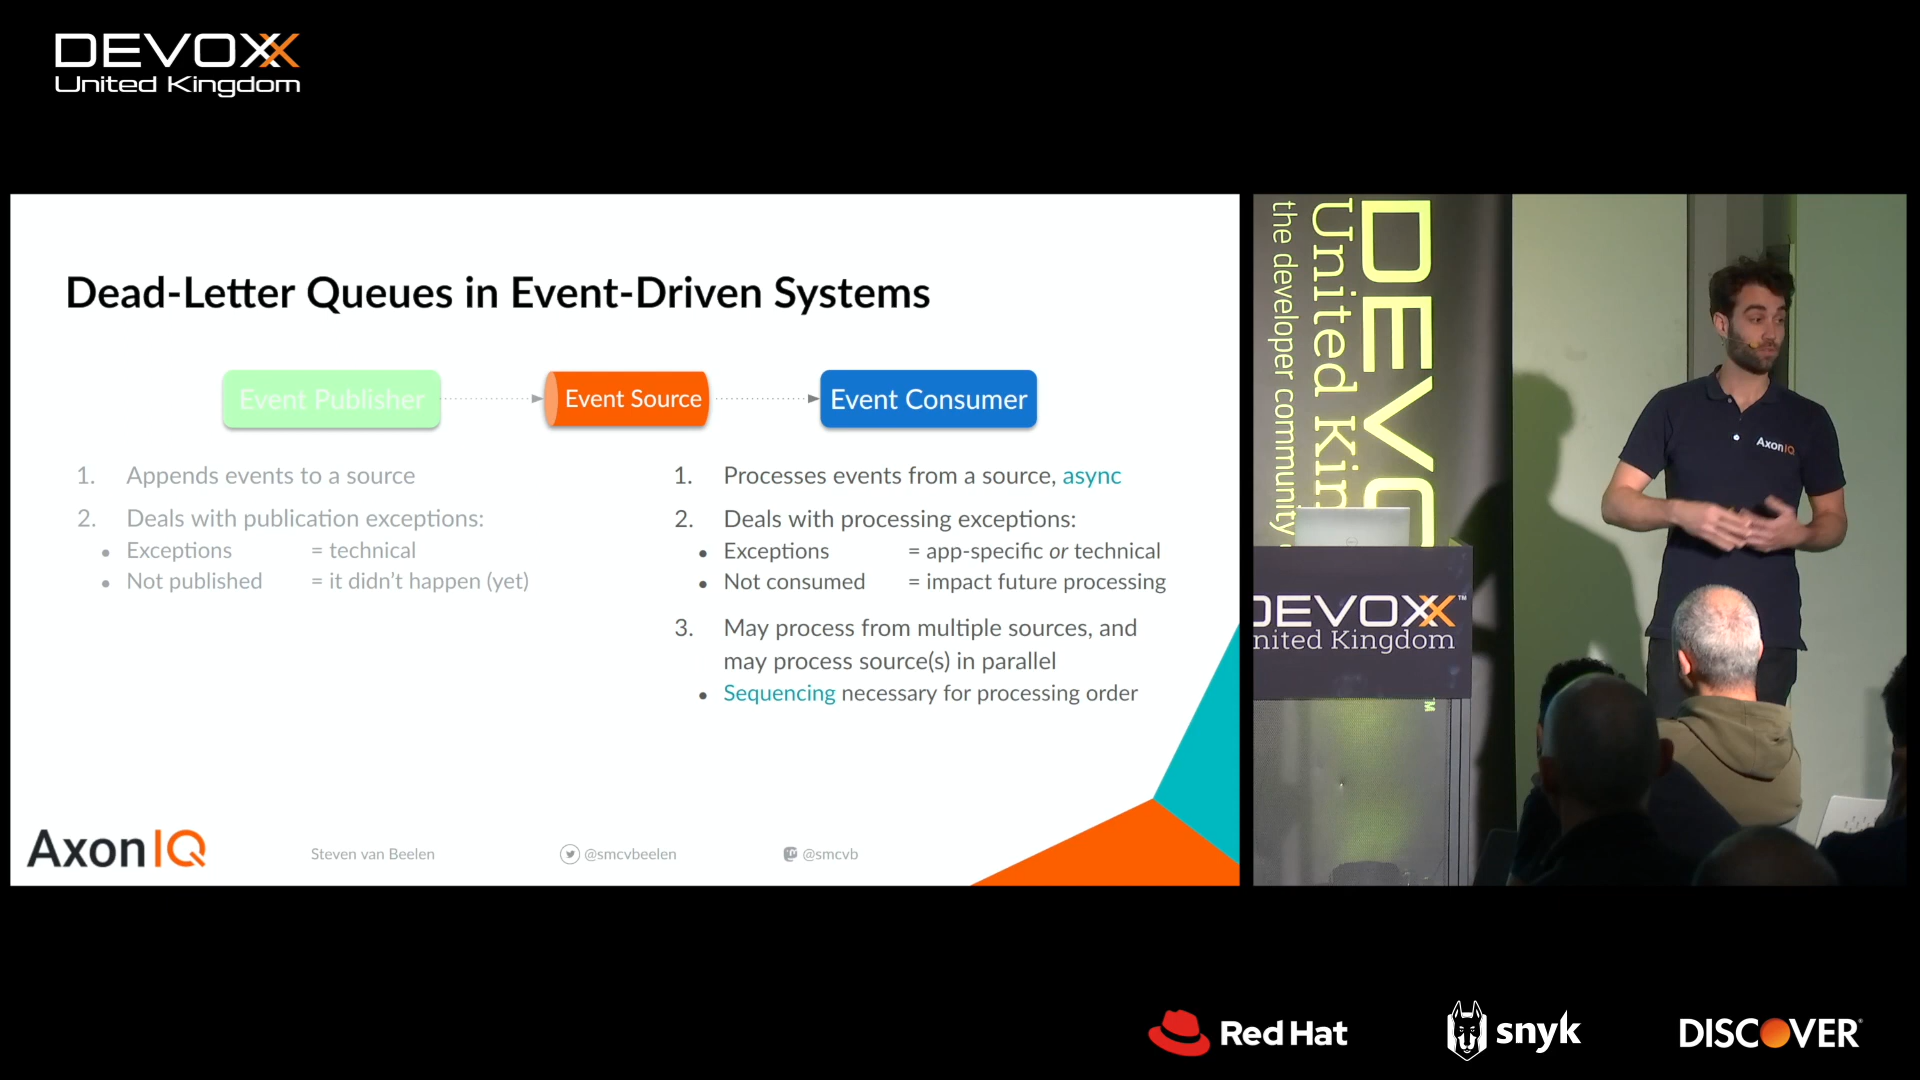 DEVOXX
United Kingdom
Dead-Letter Queues in Event-Driven Systems
Event Publisher
Event Source
Event Consumer
1. Appends events to a source
2. Deals with publication exceptions:
• Exceptions = technical
• Not published = it didn't happen (yet)
1. Processes events from a source, async
2. Deals with processing exceptions:
• Exceptions = app-specific or technical
• Not consumed = impact future processing
3. May process from multiple sources, and
may process source(s) in parallel
• Sequencing necessary for processing order
AxonIQ
Steven van Beelen
@smcvbeelen
@smcvb
DEVO
United Kin
the developer community
TM
AxonIQ
DEVOXX™
nited Kingdom
Red Hat
snyk
DISCOVER®